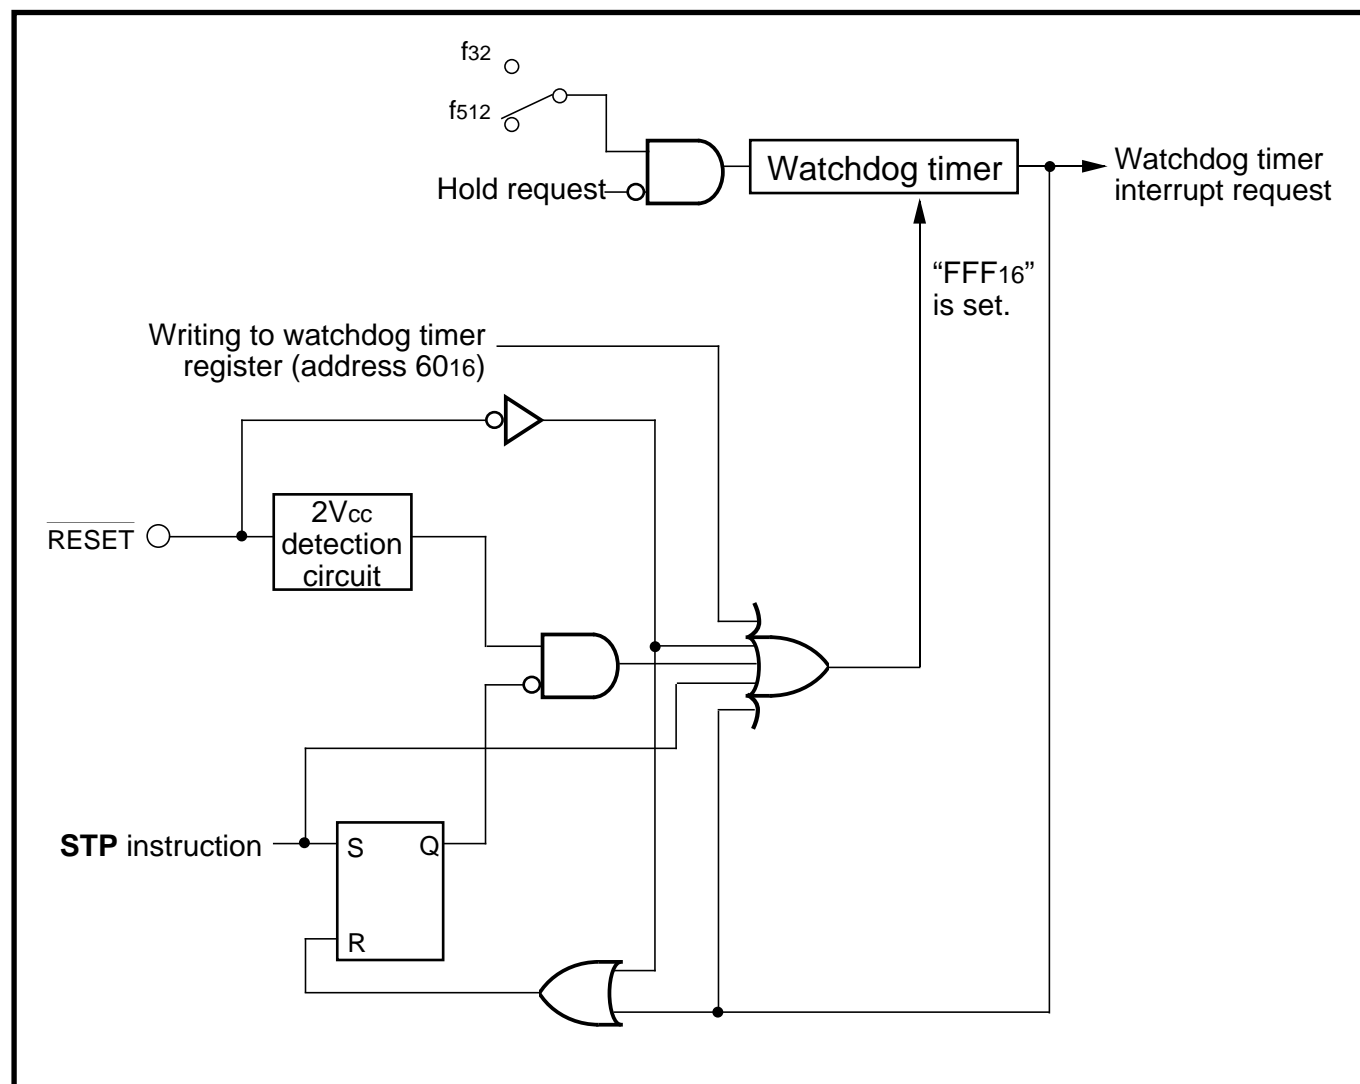 f32
f512
Hold request
Watchdog timer
Watchdog timer
interrupt request
“FFF16”
is set.
Writing to watchdog timer
register (address 6016)
RESET
2Vcc
detection
circuit
STP instruction
S
Q
R